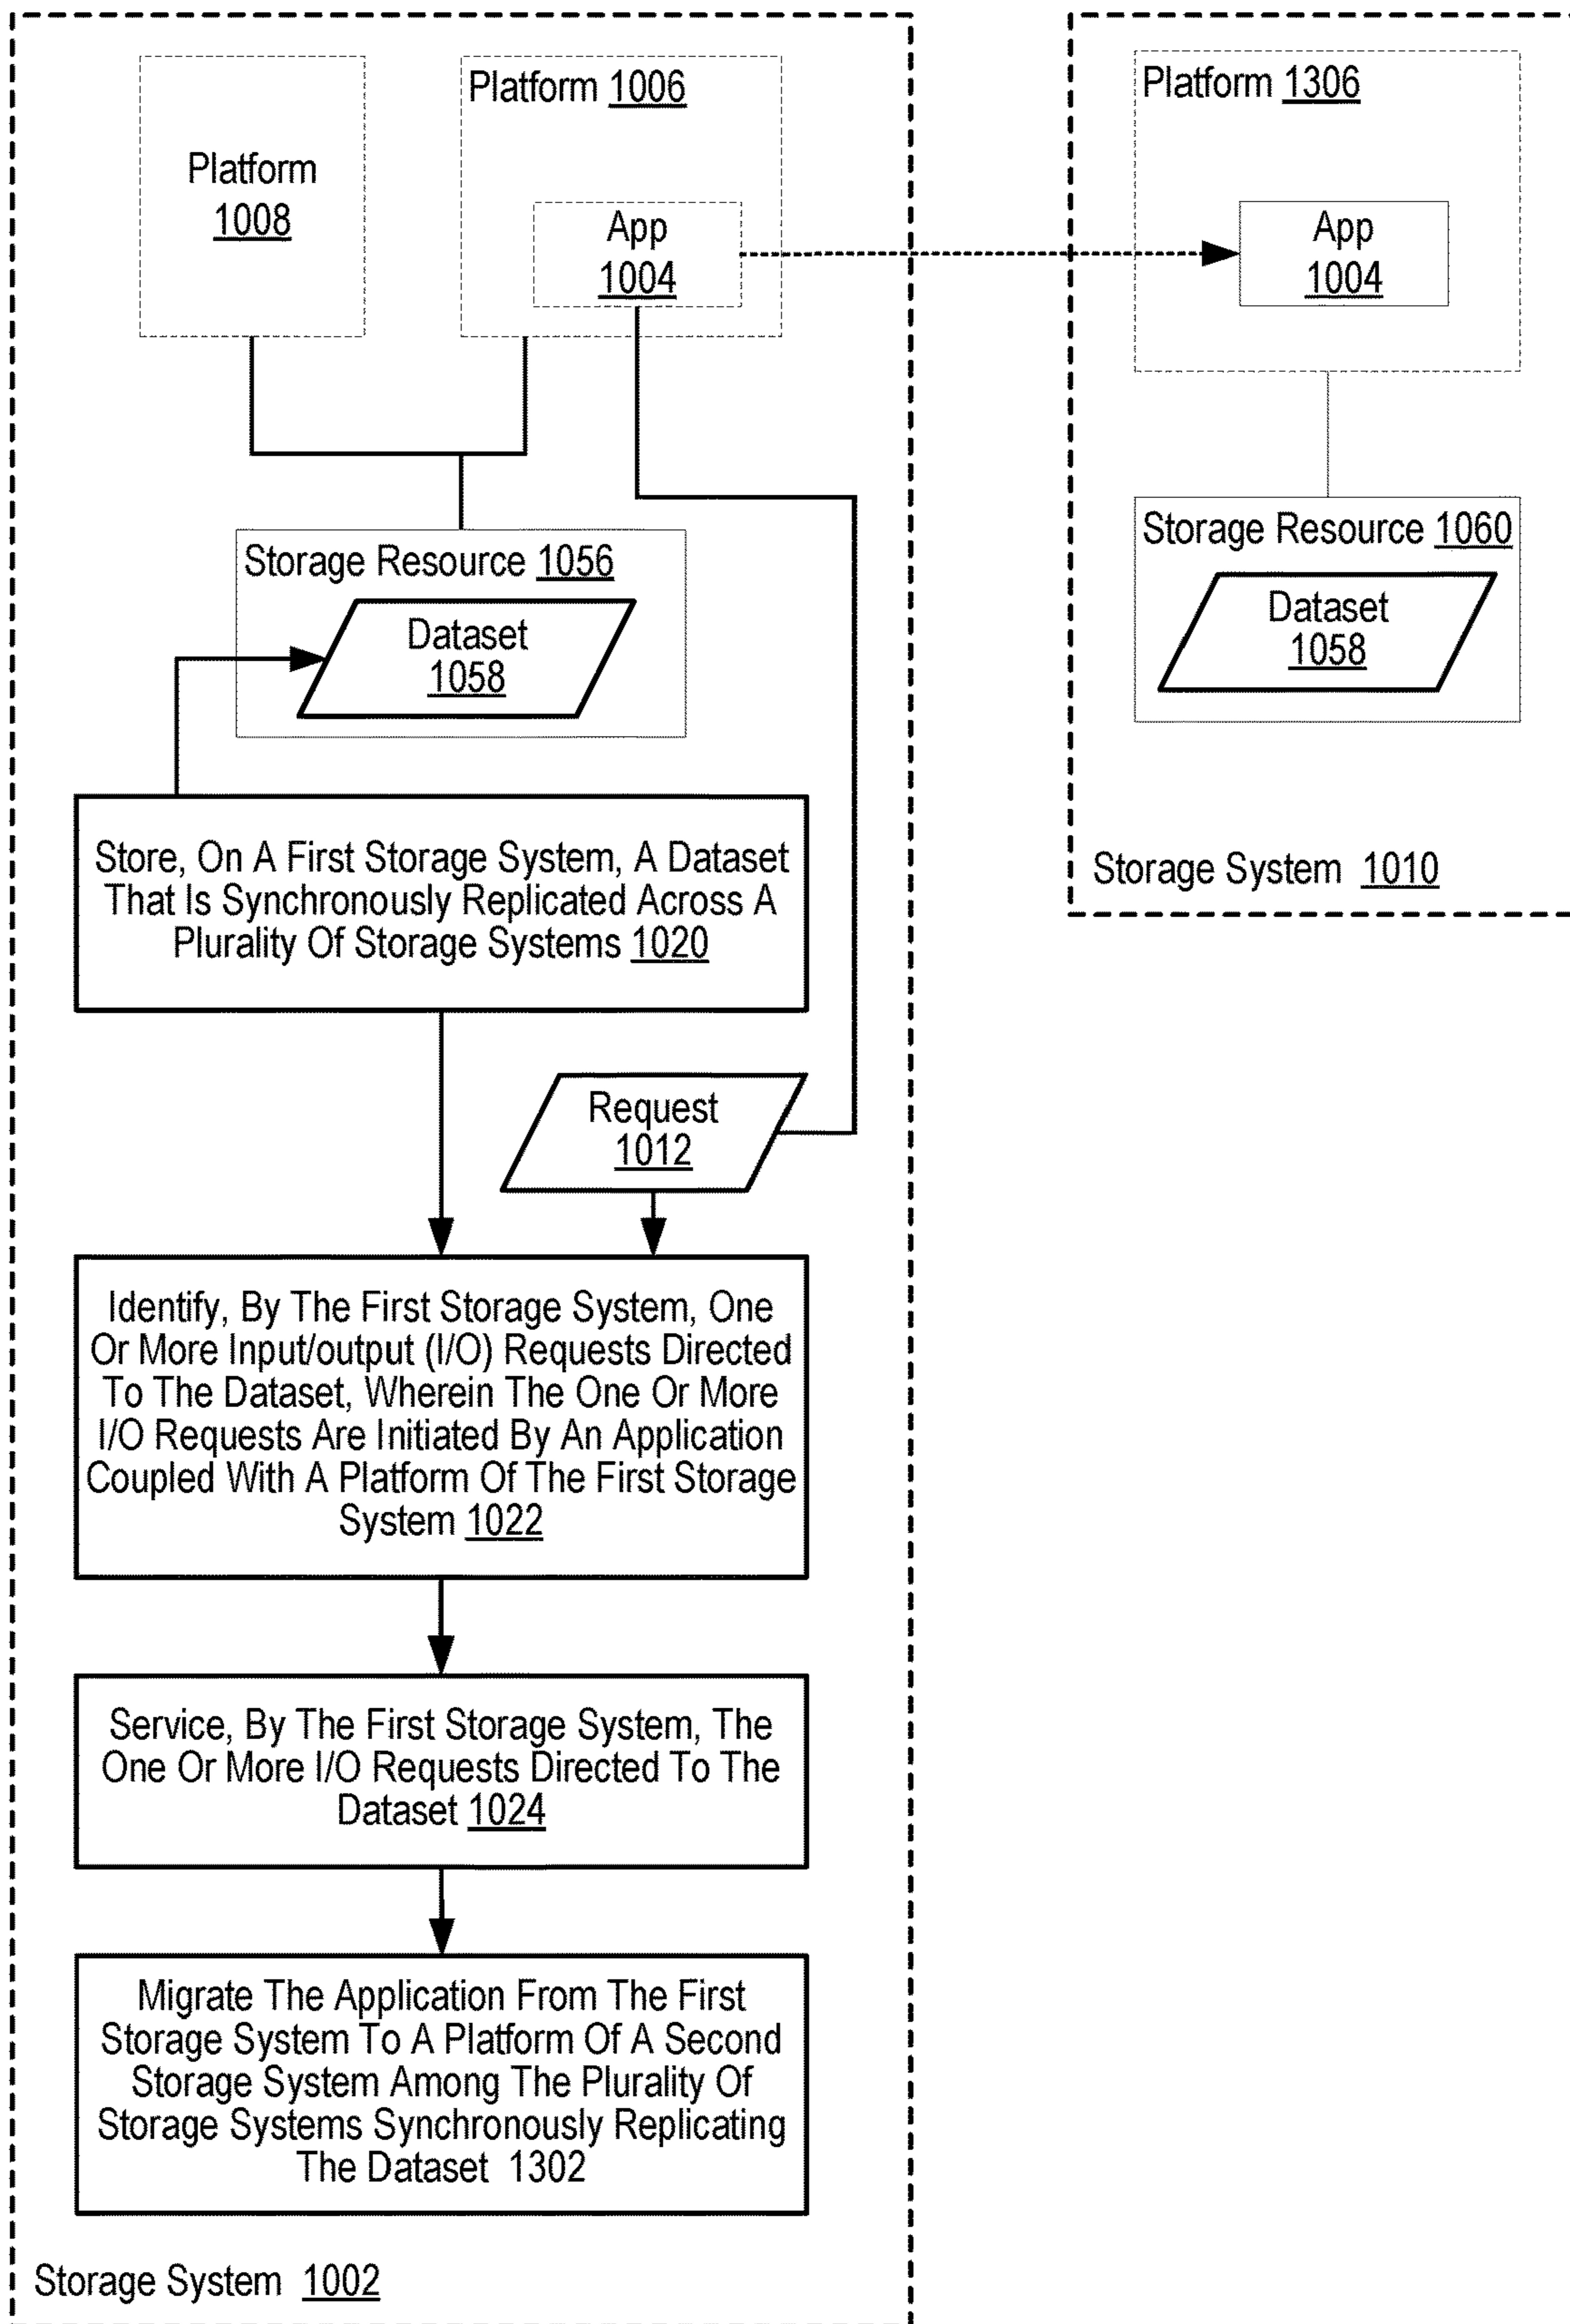 Platform
1008
Platform 1006
App
1004
Storage Resource 1056
Dataset
1058
Store, On A First Storage System, A Dataset
That Is Synchronously Replicated Across A
Plurality Of Storage Systems 1020
Request
1012
Identify, By The First Storage System, One
Or More Input/output (I/O) Requests Directed
To The Dataset, Wherein The One Or More
I/O Requests Are Initiated By An Application
Coupled With A Platform Of The First Storage
System 1022
Service, By The First Storage System, The
One Or More I/O Requests Directed To The
Dataset 1024
Migrate The Application From The First
Storage System To A Platform Of A Second
Storage System Among The Plurality Of
Storage Systems Synchronously Replicating
The Dataset 1302
Storage System 1002
Platform 1306
App
1004
Storage Resource 1060
Dataset
1058
Storage System 1010